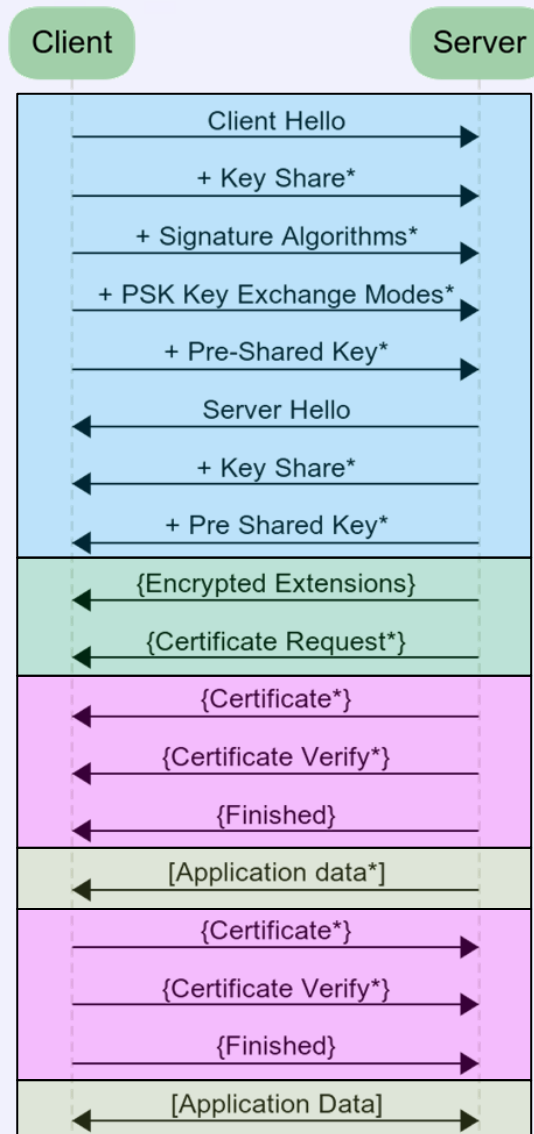 Client Server
Client Hello
+ Key Share*
+ Signature Algorithms*
+ PSK Key Exchange Modes*
+ Pre-Shared Key*
Server Hello
+ Key Share*
+ Pre Shared Key*
{Encrypted Extensions}
{Certificate Request*}
{Certificate*}
{Certificate Verify*}
{Finished}
[Application data*]
{Certificate*}
{Certificate Verify*}
{Finished}
[Application Data]